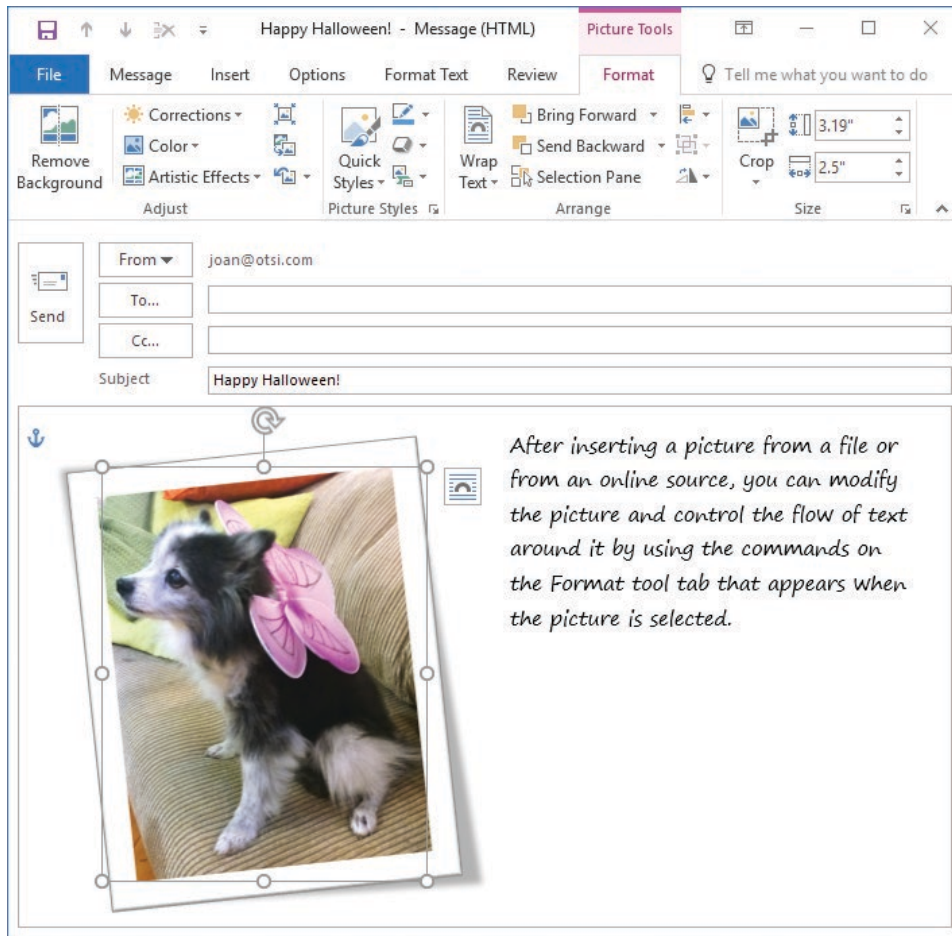 Happy Halloween! - Message (HTML)
Picture Tools
File
Message
Insert
Options
Format Text
Review
Format
Tell me what you want to do
Remove
Background
Corrections
Color
Artistic Effects
Adjust
Quick
Styles
Picture Styles
Wrap
Text
Bring Forward
Send Backward
Selection Pane
Arrange
Crop
3.19"
2.5"
Size
Send
From
joan@otsi.com
To...
Cc...
Subject
Happy Halloween!
After inserting a picture from a file or
from an online source, you can modify
the picture and control the flow of text
around it by using the commands on
the Format tool tab that appears when
the picture is selected.